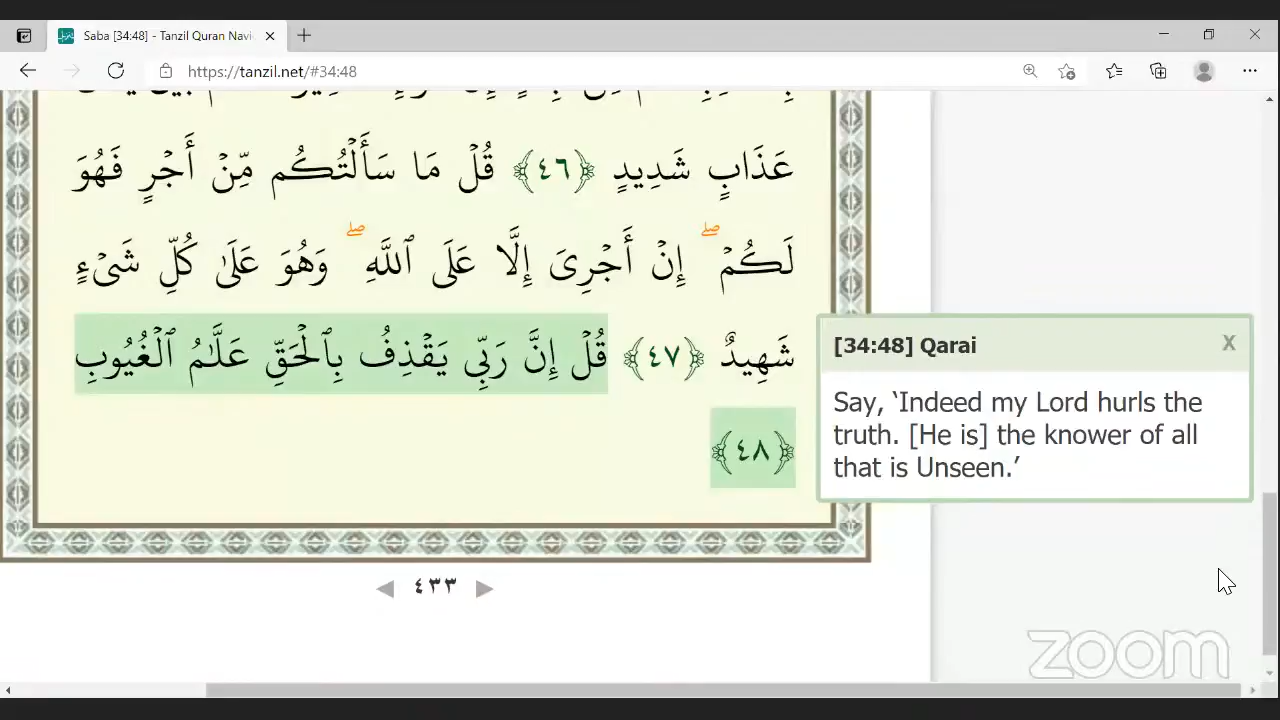 Saba [34:48] - Tanzil Quran Navi
https://tanzil.net/#34:48
عَذَابٍ شَدِيدٍ ﴿٤٦﴾ قُلْ مَا سَأَلْتُكُم مِّنْ أَجْرٍ فَهُوَ
لَكُمْ ۖ إِنْ أَجْرِىَ إِلَّا عَلَى ٱللَّهِ ۖ وَهُوَ عَلَىٰ كُلِّ شَىْءٍ
شَهِيدٌ ﴿٤٧﴾ قُلْ إِنَّ رَبِّى يَقْذِفُ بِٱلْحَقِّ عَلَّـٰمُ ٱلْغُيُوبِ
﴿٤٨﴾
[34:48] Qarai
X
Say, ‘Indeed my Lord hurls the
truth. [He is] the knower of all
that is Unseen.’
٤٣٣
zoom